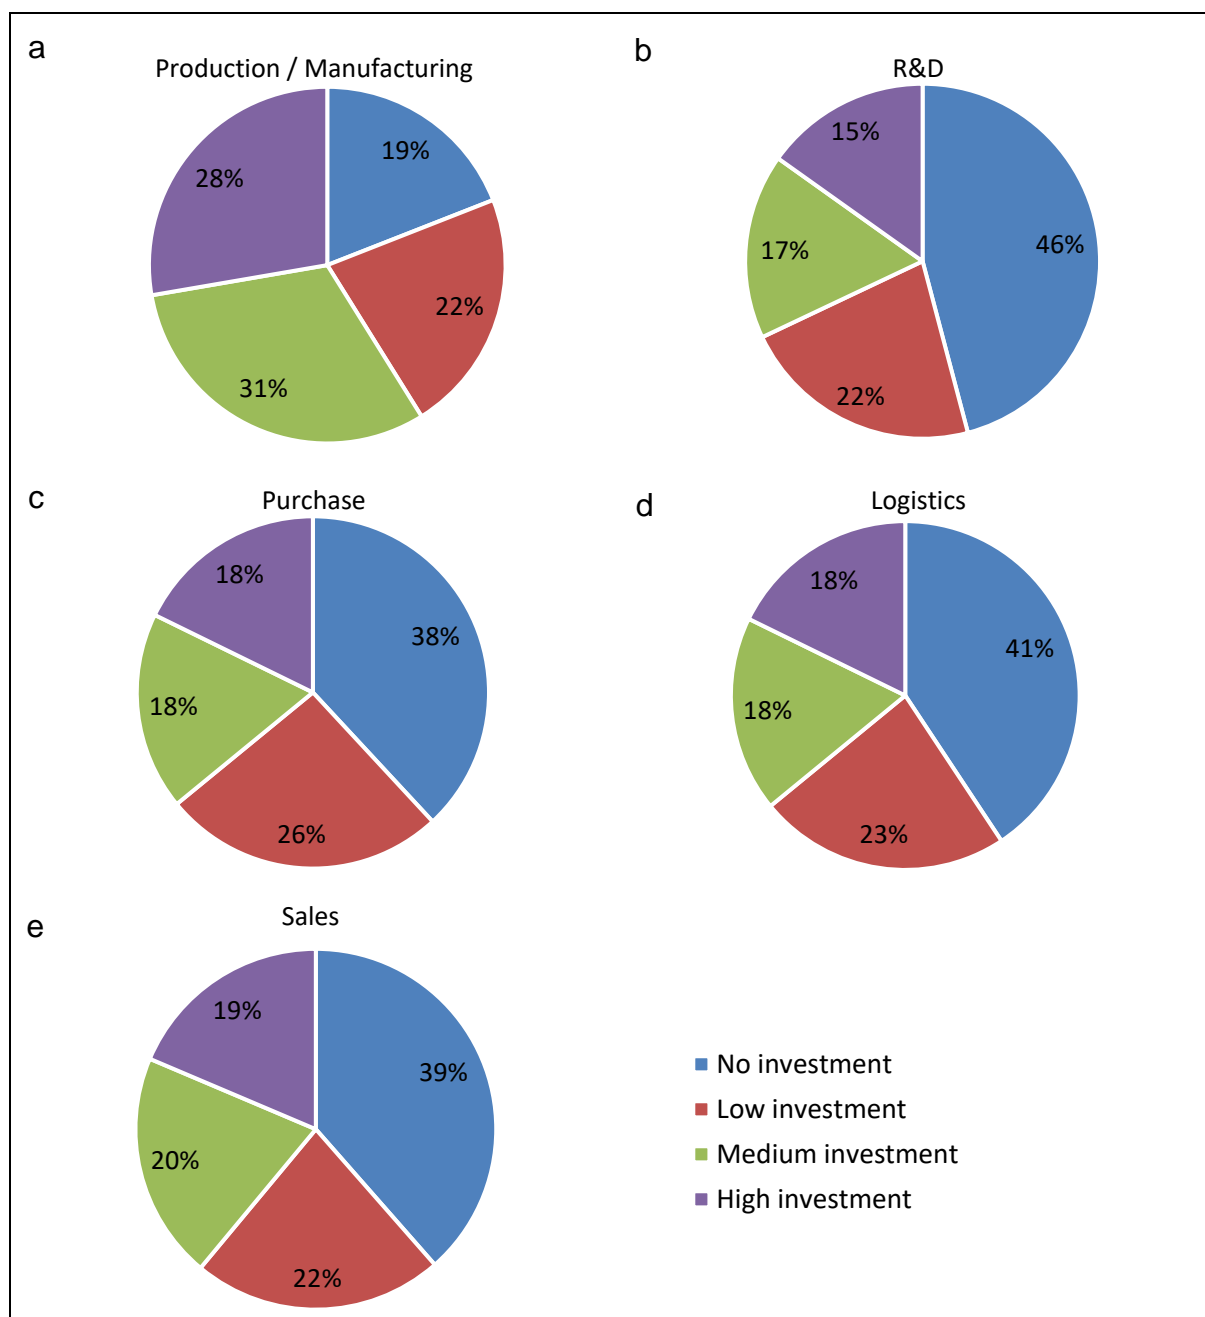 a
Production / Manufacturing
19%
22%
31%
28%
b
R&D
46%
22%
17%
15%
c
Purchase
38%
26%
18%
18%
d
Logistics
41%
23%
18%
18%
e
Sales
39%
22%
20%
19%
No investment
Low investment
Medium investment
High investment